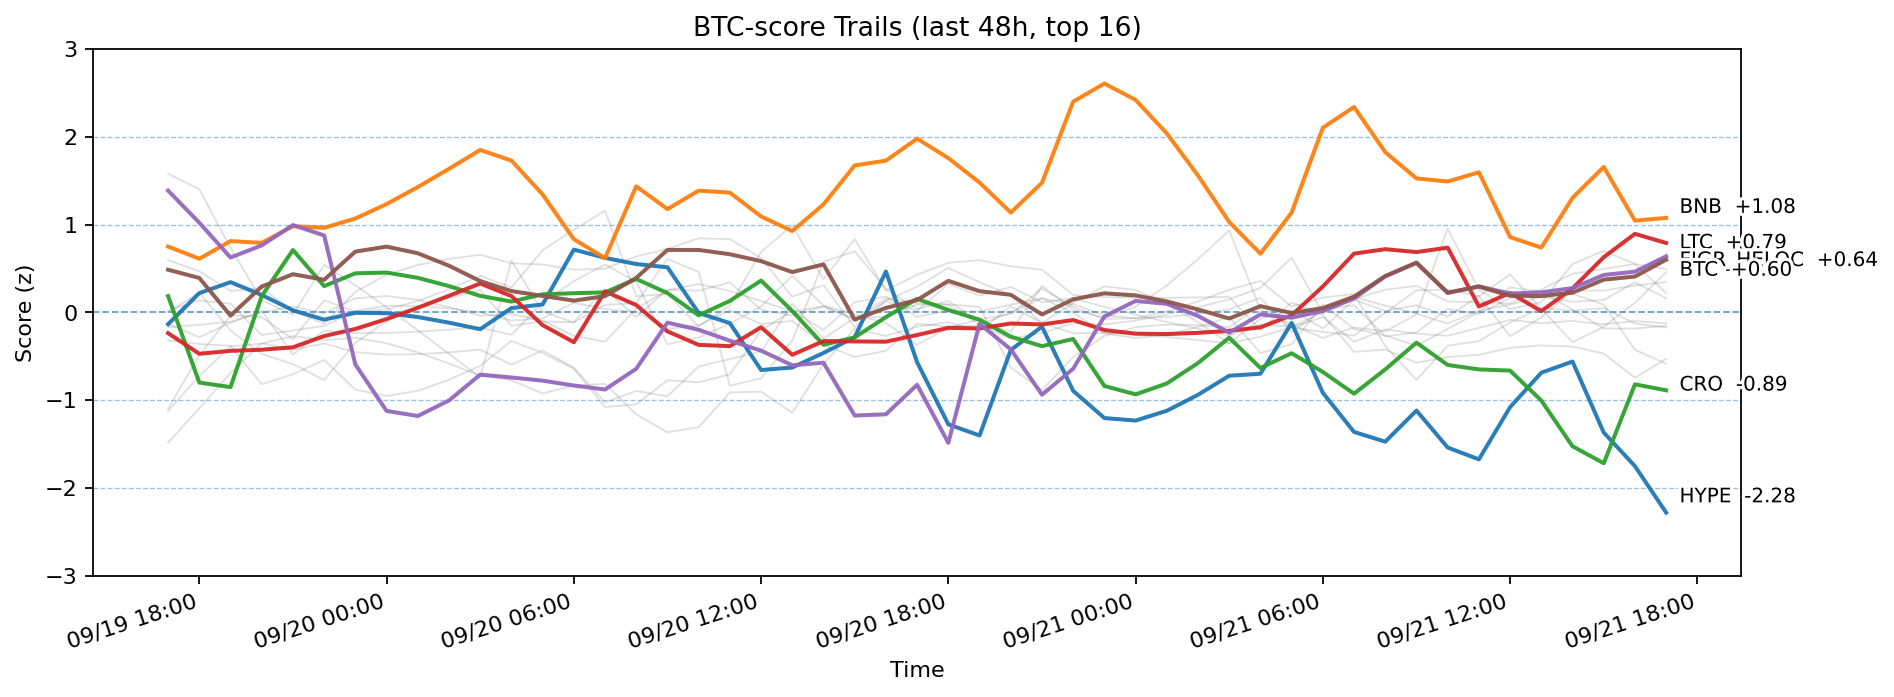 BTC-score Trails (last 48h, top 16)
Score (z)
3
2
1
0
−1
−2
−3
BNB +1.08
LTC +0.79
HELOC +0.64
BTC +0.60
CRO -0.89
HYPE -2.28
09/19 18:00
09/20 00:00
09/20 06:00
09/20 12:00
09/20 18:00
09/21 00:00
09/21 06:00
09/21 12:00
09/21 18:00
Time